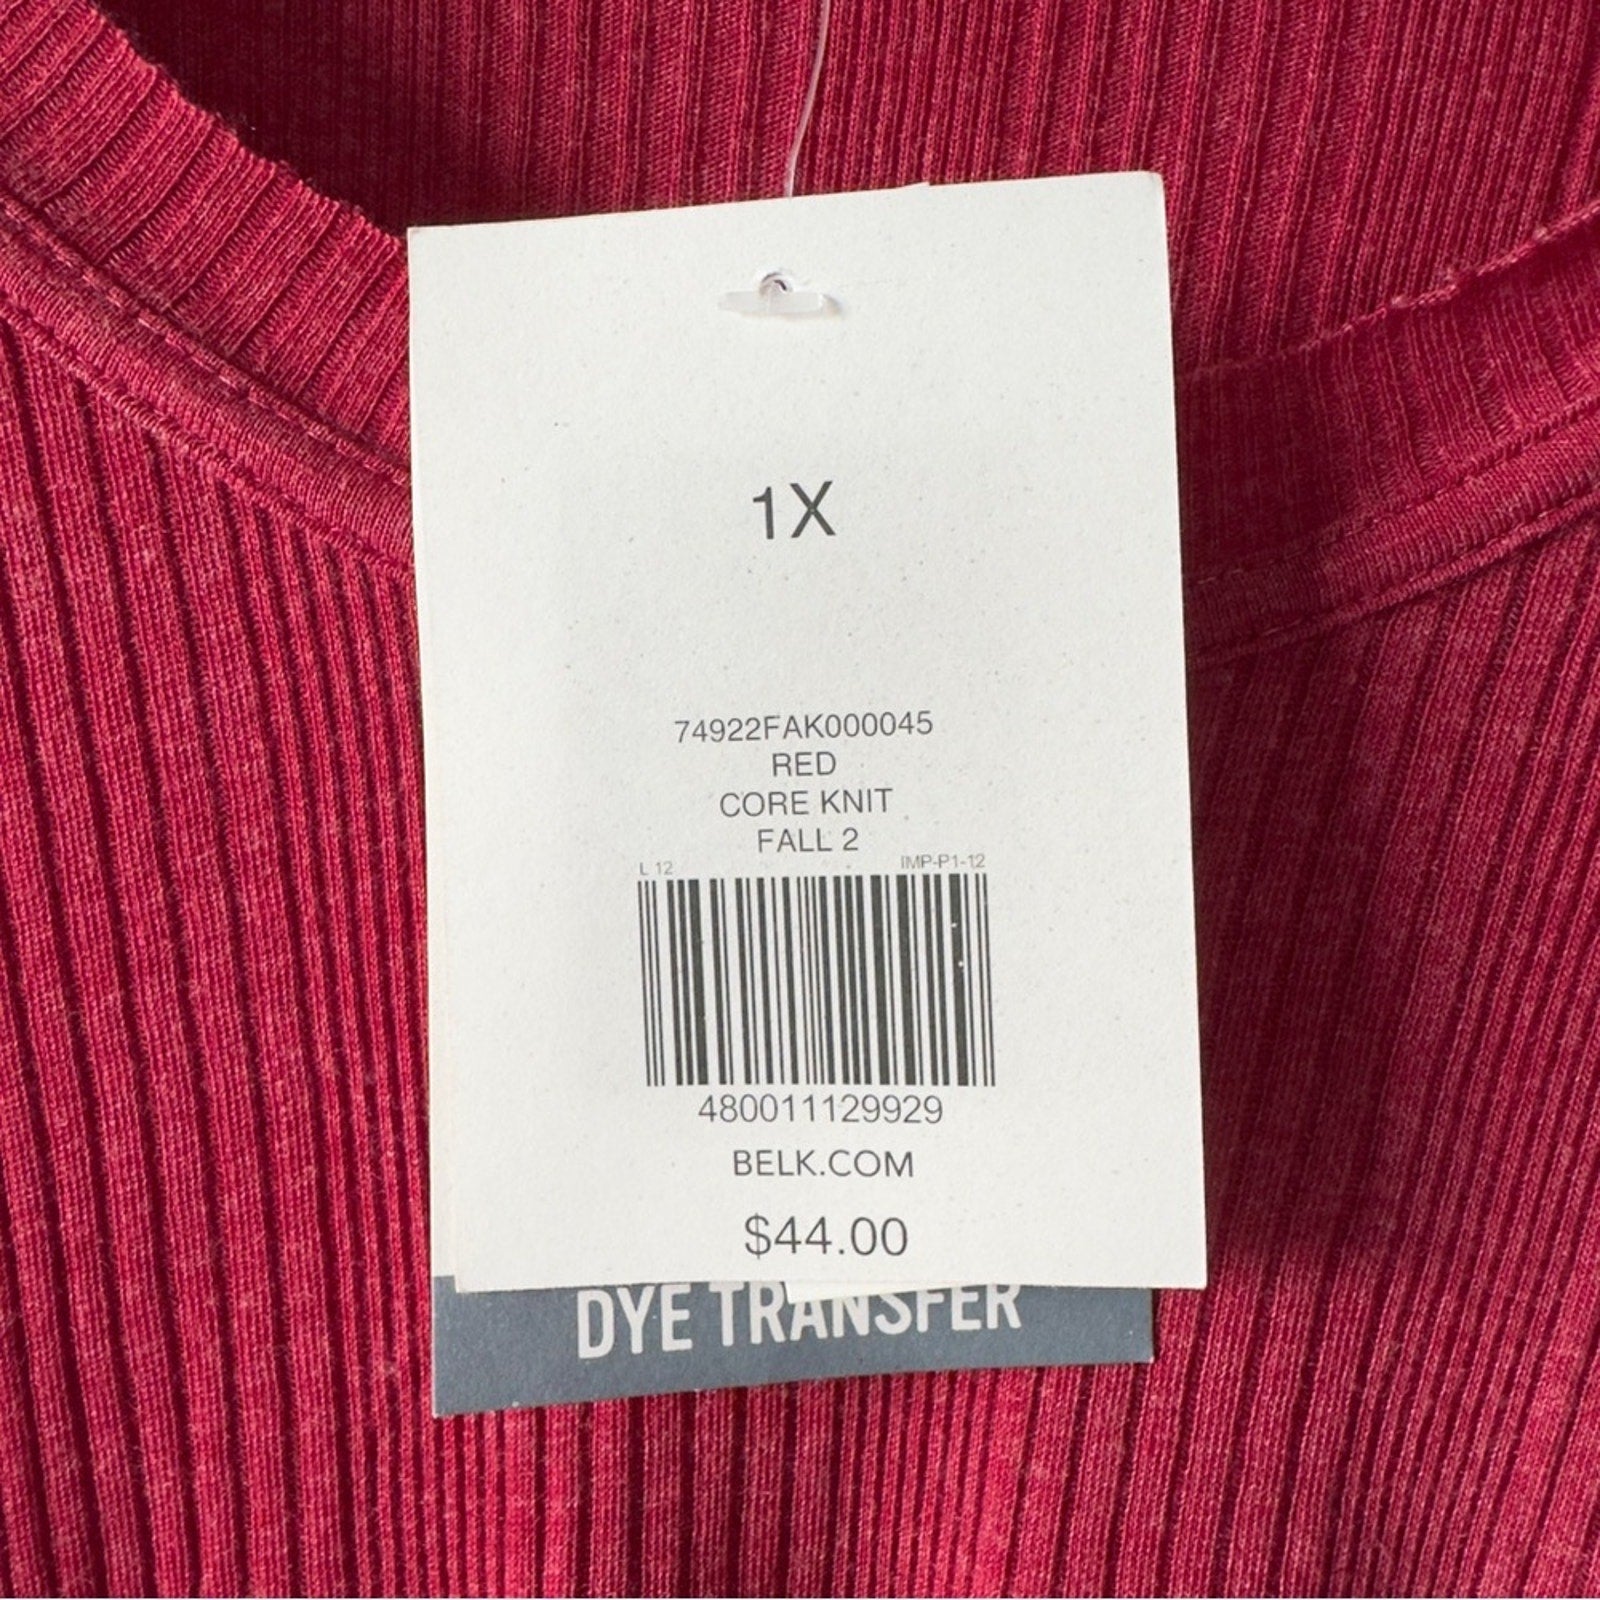 1X
74922FAK000045
RED
CORE KNIT
FALL 2
L 12 IMP-P1-12
480011129929
BELK.COM
$44.00
DYE TRANSFER